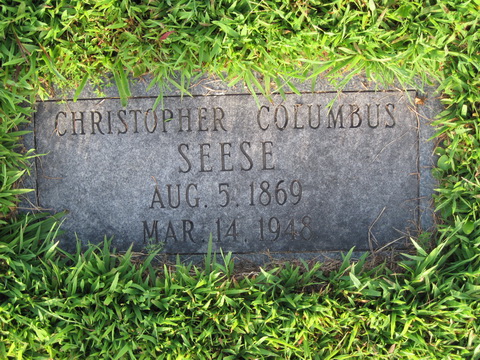 CHRISTOPHER COLUMBUS
SEESE
AUG. 5. 1869
MAR. 14. 1948